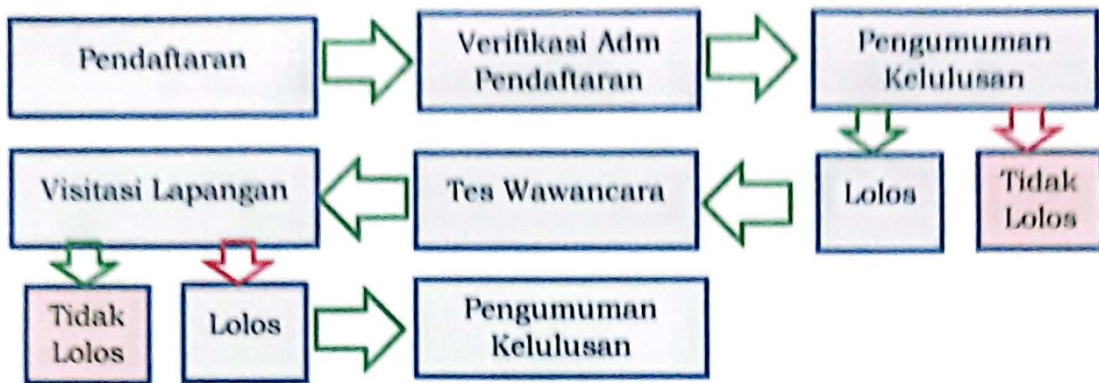 Pendaftaran
Verifikasi Adm
Pendaftaran
Pengumuman
Kelulusan
Lolos
Tidak
Lolos
Tes Wawancara
Visitasi Lapangan
Tidak
Lolos
Lolos
Pengumuman
Kelulusan